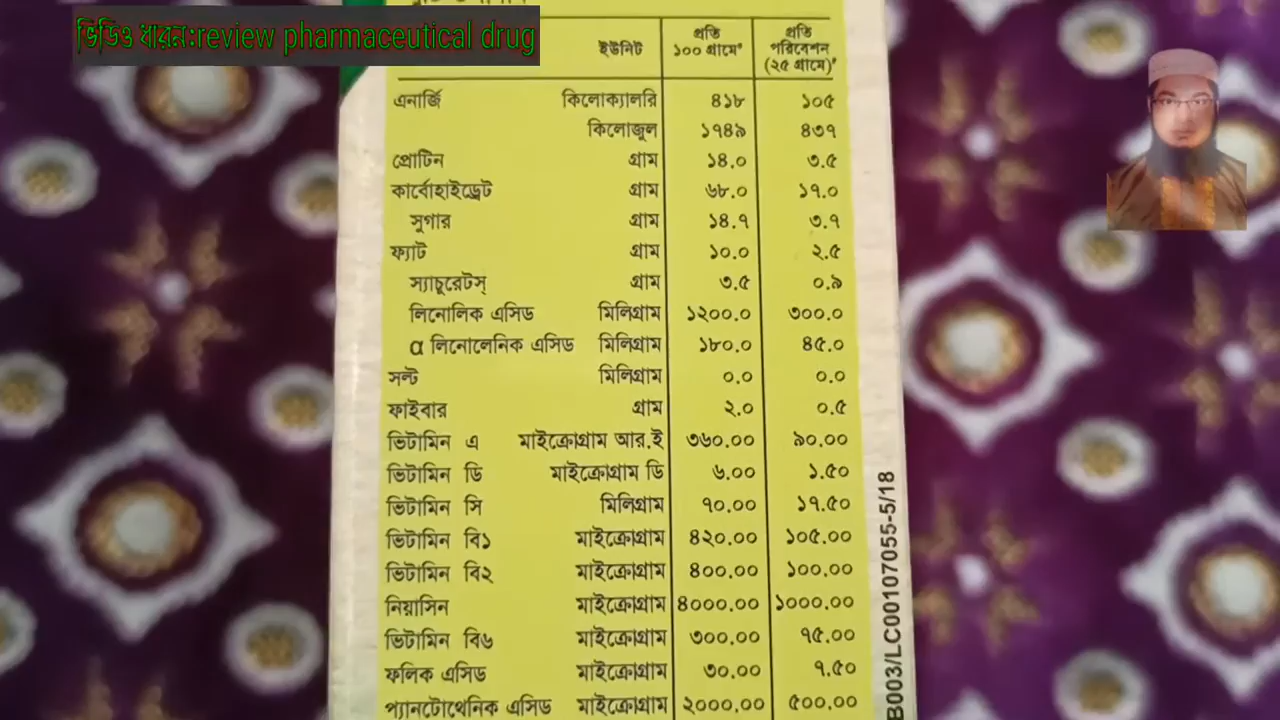 ভিডিও ধারন:review pharmaceutical drug
ইউনিট প্রতি ১০০ গ্রামে* প্রতি পরিবেশন (২৫ গ্রামে)*
এনার্জি কিলোক্যালরি ৪১৮ ১০৫
কিলোজুল ১৭৪৯ ৪৩৭
প্রোটিন গ্রাম ১৪.০ ৩.৫
কার্বোহাইড্রেট গ্রাম ৬৮.০ ১৭.০
সুগার গ্রাম ১৪.৭ ৩.৭
ফ্যাট গ্রাম ১০.০ ২.৫
স্যাচুরেটস্ গ্রাম ৩.৫ ০.৯
লিনোলিক এসিড মিলিগ্রাম ১২০০.০ ৩০০.০
α লিনোলেনিক এসিড মিলিগ্রাম ১৮০.০ ৪৫.০
সল্ট মিলিগ্রাম ০.০ ০.০
ফাইবার গ্রাম ২.০ ০.৫
ভিটামিন এ মাইক্রোগ্রাম আর.ই ৩৬০.০০ ৯০.০০
ভিটামিন ডি মাইক্রোগ্রাম ডি ৬.০০ ১.৫০
ভিটামিন সি মিলিগ্রাম ৭০.০০ ১৭.৫০
ভিটামিন বি১ মাইক্রোগ্রাম ৪২০.০০ ১০৫.০০
ভিটামিন বি২ মাইক্রোগ্রাম ৪০০.০০ ১০০.০০
নিয়াসিন মাইক্রোগ্রাম ৪০০০.০০ ১০০০.০০
ভিটামিন বি৬ মাইক্রোগ্রাম ৩০০.০০ ৭৫.০০
ফলিক এসিড মাইক্রোগ্রাম ৩০.০০ ৭.৫০
প্যানটোথেনিক এসিড মাইক্রোগ্রাম ২০০০.০০ ৫০০.০০
B003/LC00107055-5/18